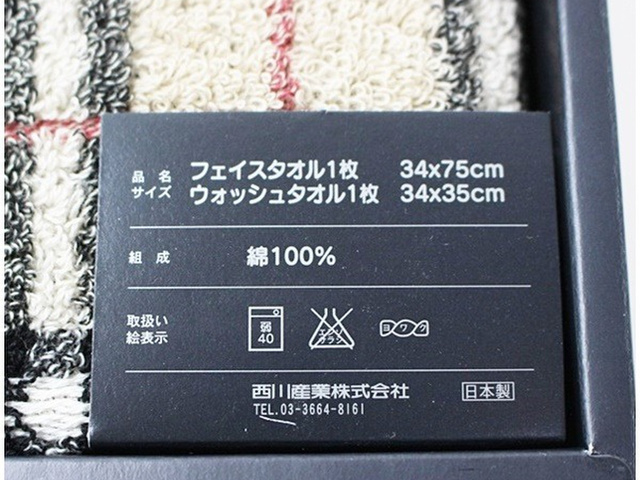 品名 フェイスタオル1枚 34x75cm
サイズ ウォッシュタオル1枚 34x35cm
組成 綿100%
取扱い
絵表示
弱
40
エンソ
サラシ
ヨワク
西川産業株式会社 日本製
TEL.03-3664-8161